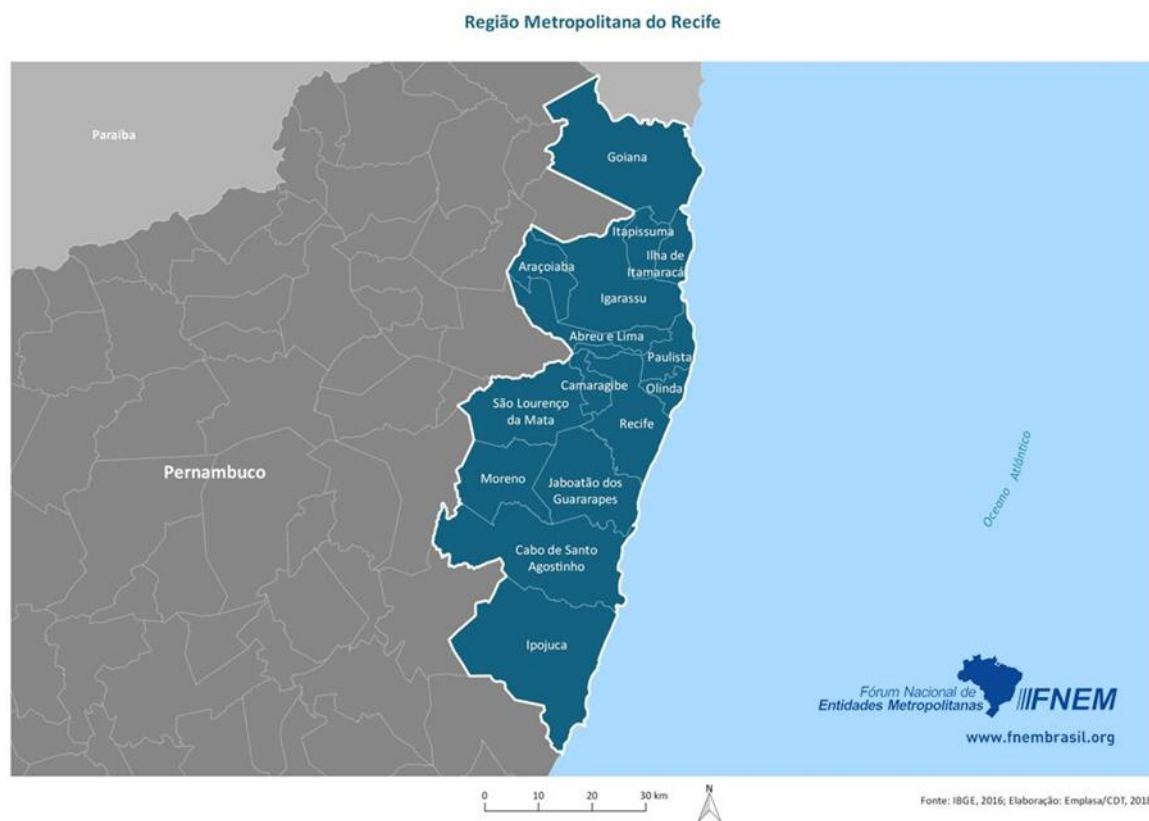 Região Metropolitana do Recife
Paraíba
Goiana
Itapissuma
Ilha de
Itamaracá
Araçoiaba
Igarassu
Abreu e Lima
Paulista
Camaragibe
Olinda
São Lourenço
da Mata
Recife
Pernambuco
Moreno
Jaboatão dos
Guararapes
Oceano Atlântico
Cabo de Santo
Agostinho
Ipojuca
Fórum Nacional de
Entidades Metropolitanas
FNEM
www.fnembrasil.org
0 10 20 30 km
N
Fonte: IBGE, 2016; Elaboração: Emplasa/CDT, 2018